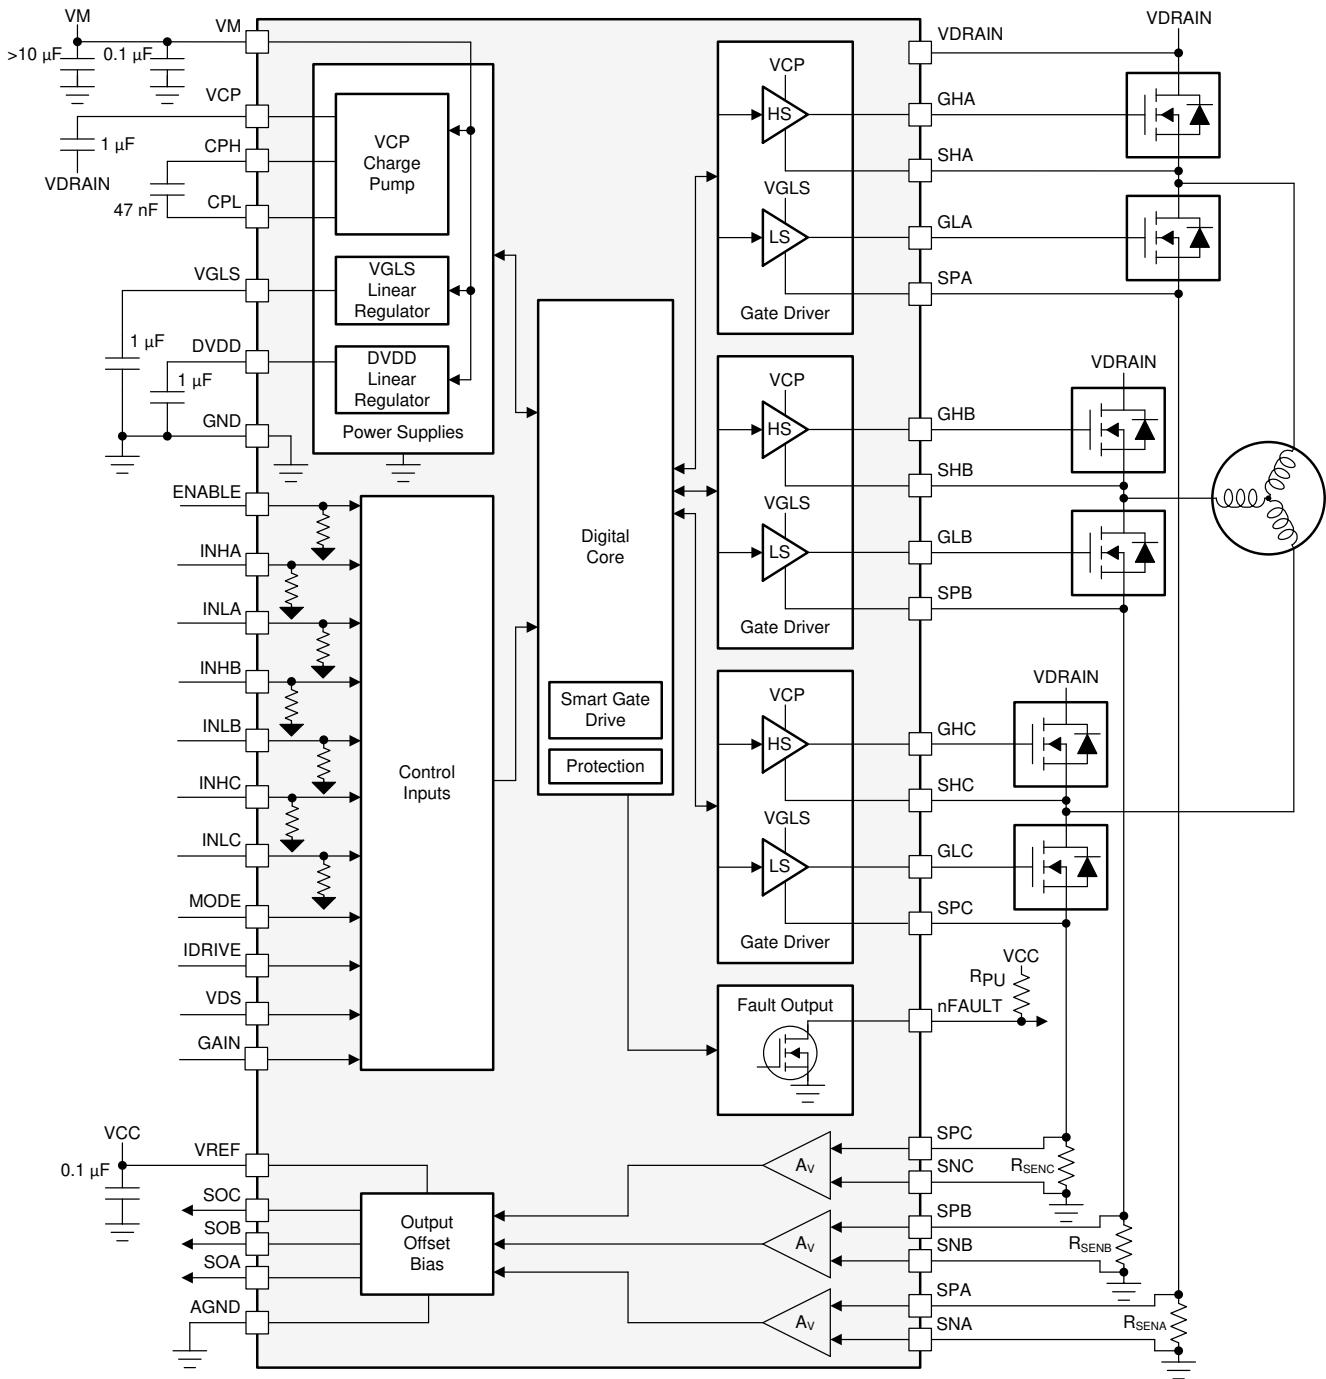 VM
VM
>10 µF
0.1 µF
VCP
1 µF
VDRAIN
CPH
47 nF
CPL
VGLS
1 µF
DVDD
1 µF
GND
VCP
Charge
Pump
VGLS
Linear
Regulator
DVDD
Linear
Regulator
Power Supplies
ENABLE
INHA
INLA
INHB
INLB
INHC
INLC
MODE
IDRIVE
VDS
GAIN
Control
Inputs
Digital
Core
Smart Gate
Drive
Protection
VCP
HS
VGLS
LS
Gate Driver
VCP
HS
VGLS
LS
Gate Driver
VCP
HS
VGLS
LS
Gate Driver
Fault Output
VDRAIN
VDRAIN
GHA
SHA
GLA
SPA
VDRAIN
GHB
SHB
GLB
SPB
VDRAIN
GHC
SHC
GLC
SPC
VCC
RPU
nFAULT
VCC
0.1 µF
VREF
SOC
SOB
SOA
AGND
Output
Offset
Bias
AV
AV
AV
SPC
SNC
RSENC
SPB
SNB
RSENB
SPA
SNA
RSENA